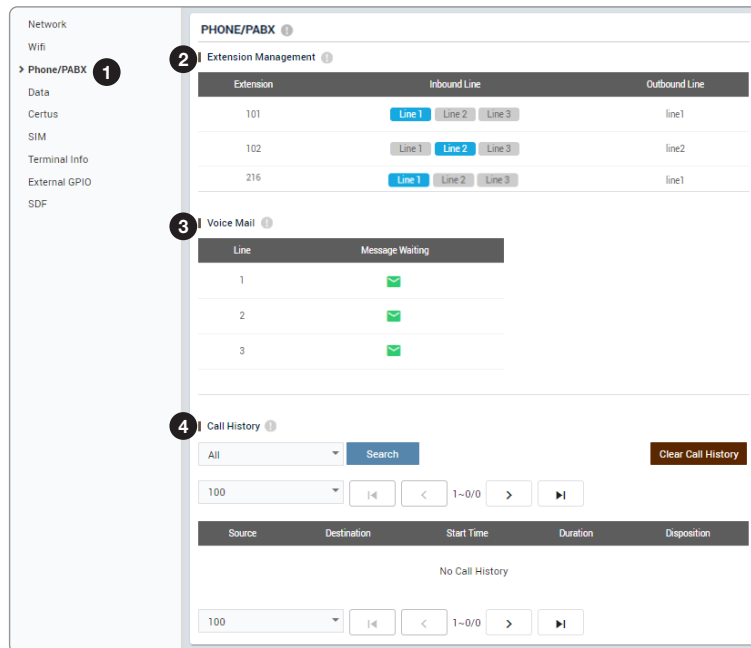 Network
Wifi
Phone/PABX 1
Data
Certus
SIM
Terminal Info
External GPIO
SDF
PHONE/PABX !
2 Extension Management !
Extension Inbound Line Outbound Line
101 Line 1 Line 2 Line 3 line1
102 Line 1 Line 2 Line 3 line2
216 Line 1 Line 2 Line 3 line1
3 Voice Mail !
Line Message Waiting
1
2
3
4 Call History !
All Search Clear Call History
100 1~0/0
Source Destination Start Time Duration Disposition
No Call History
100 1~0/0